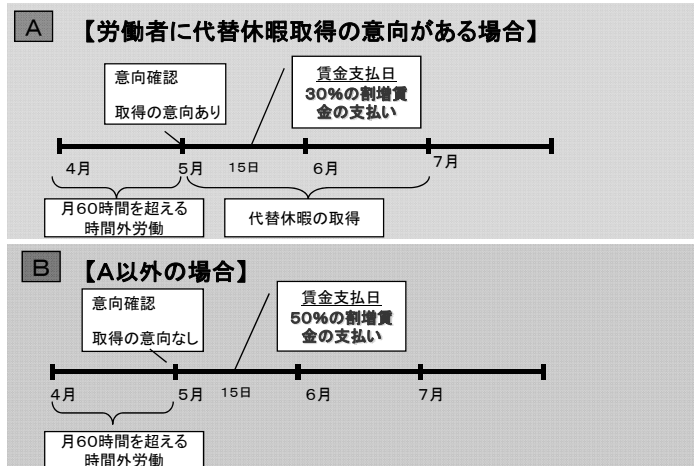 A 【労働者に代替休暇取得の意向がある場合】
意向確認
取得の意向あり
賃金支払日
30%の割増賃
金の支払い
4月 5月 15日 6月 7月
月60時間を超える
時間外労働
代替休暇の取得
B 【A以外の場合】
意向確認
取得の意向なし
賃金支払日
50%の割増賃
金の支払い
4月 5月 15日 6月 7月
月60時間を超える
時間外労働